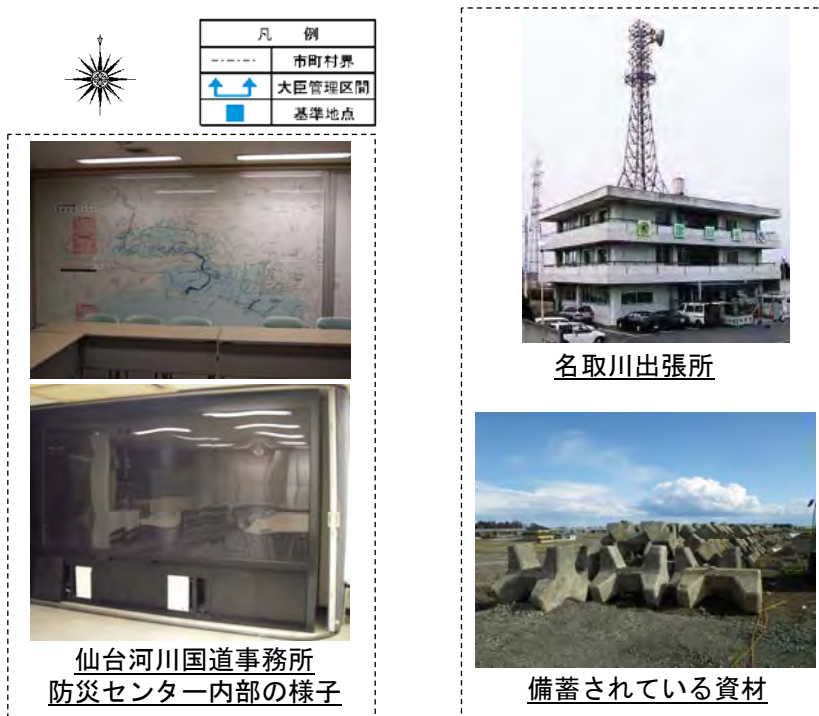 凡 例
市町村界
大臣管理区間
基準地点
名取川出張所
仙台河川国道事務所
防災センター内部の様子
備蓄されている資材